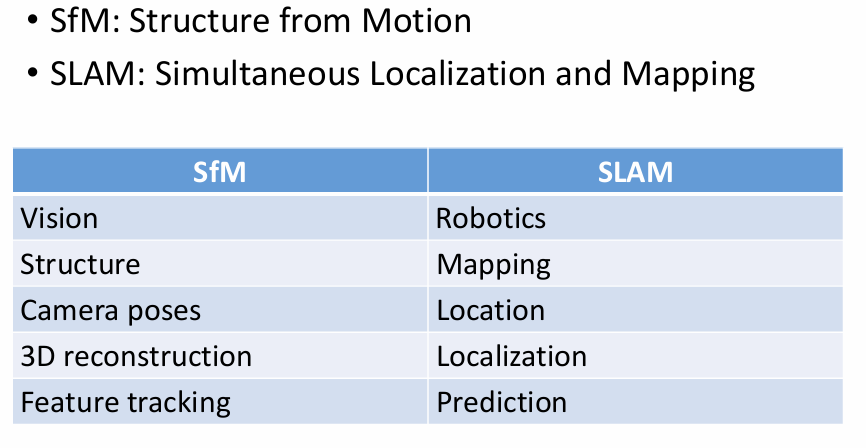 • SfM: Structure from Motion
• SLAM: Simultaneous Localization and Mapping
SfM SLAM
Vision Robotics
Structure Mapping
Camera poses Location
3D reconstruction Localization
Feature tracking Prediction